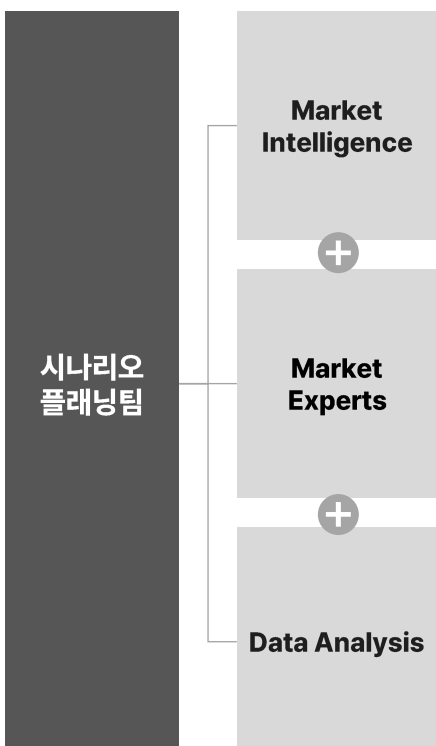 시나리오
플래닝팀
Market
Intelligence
Market
Experts
Data Analysis